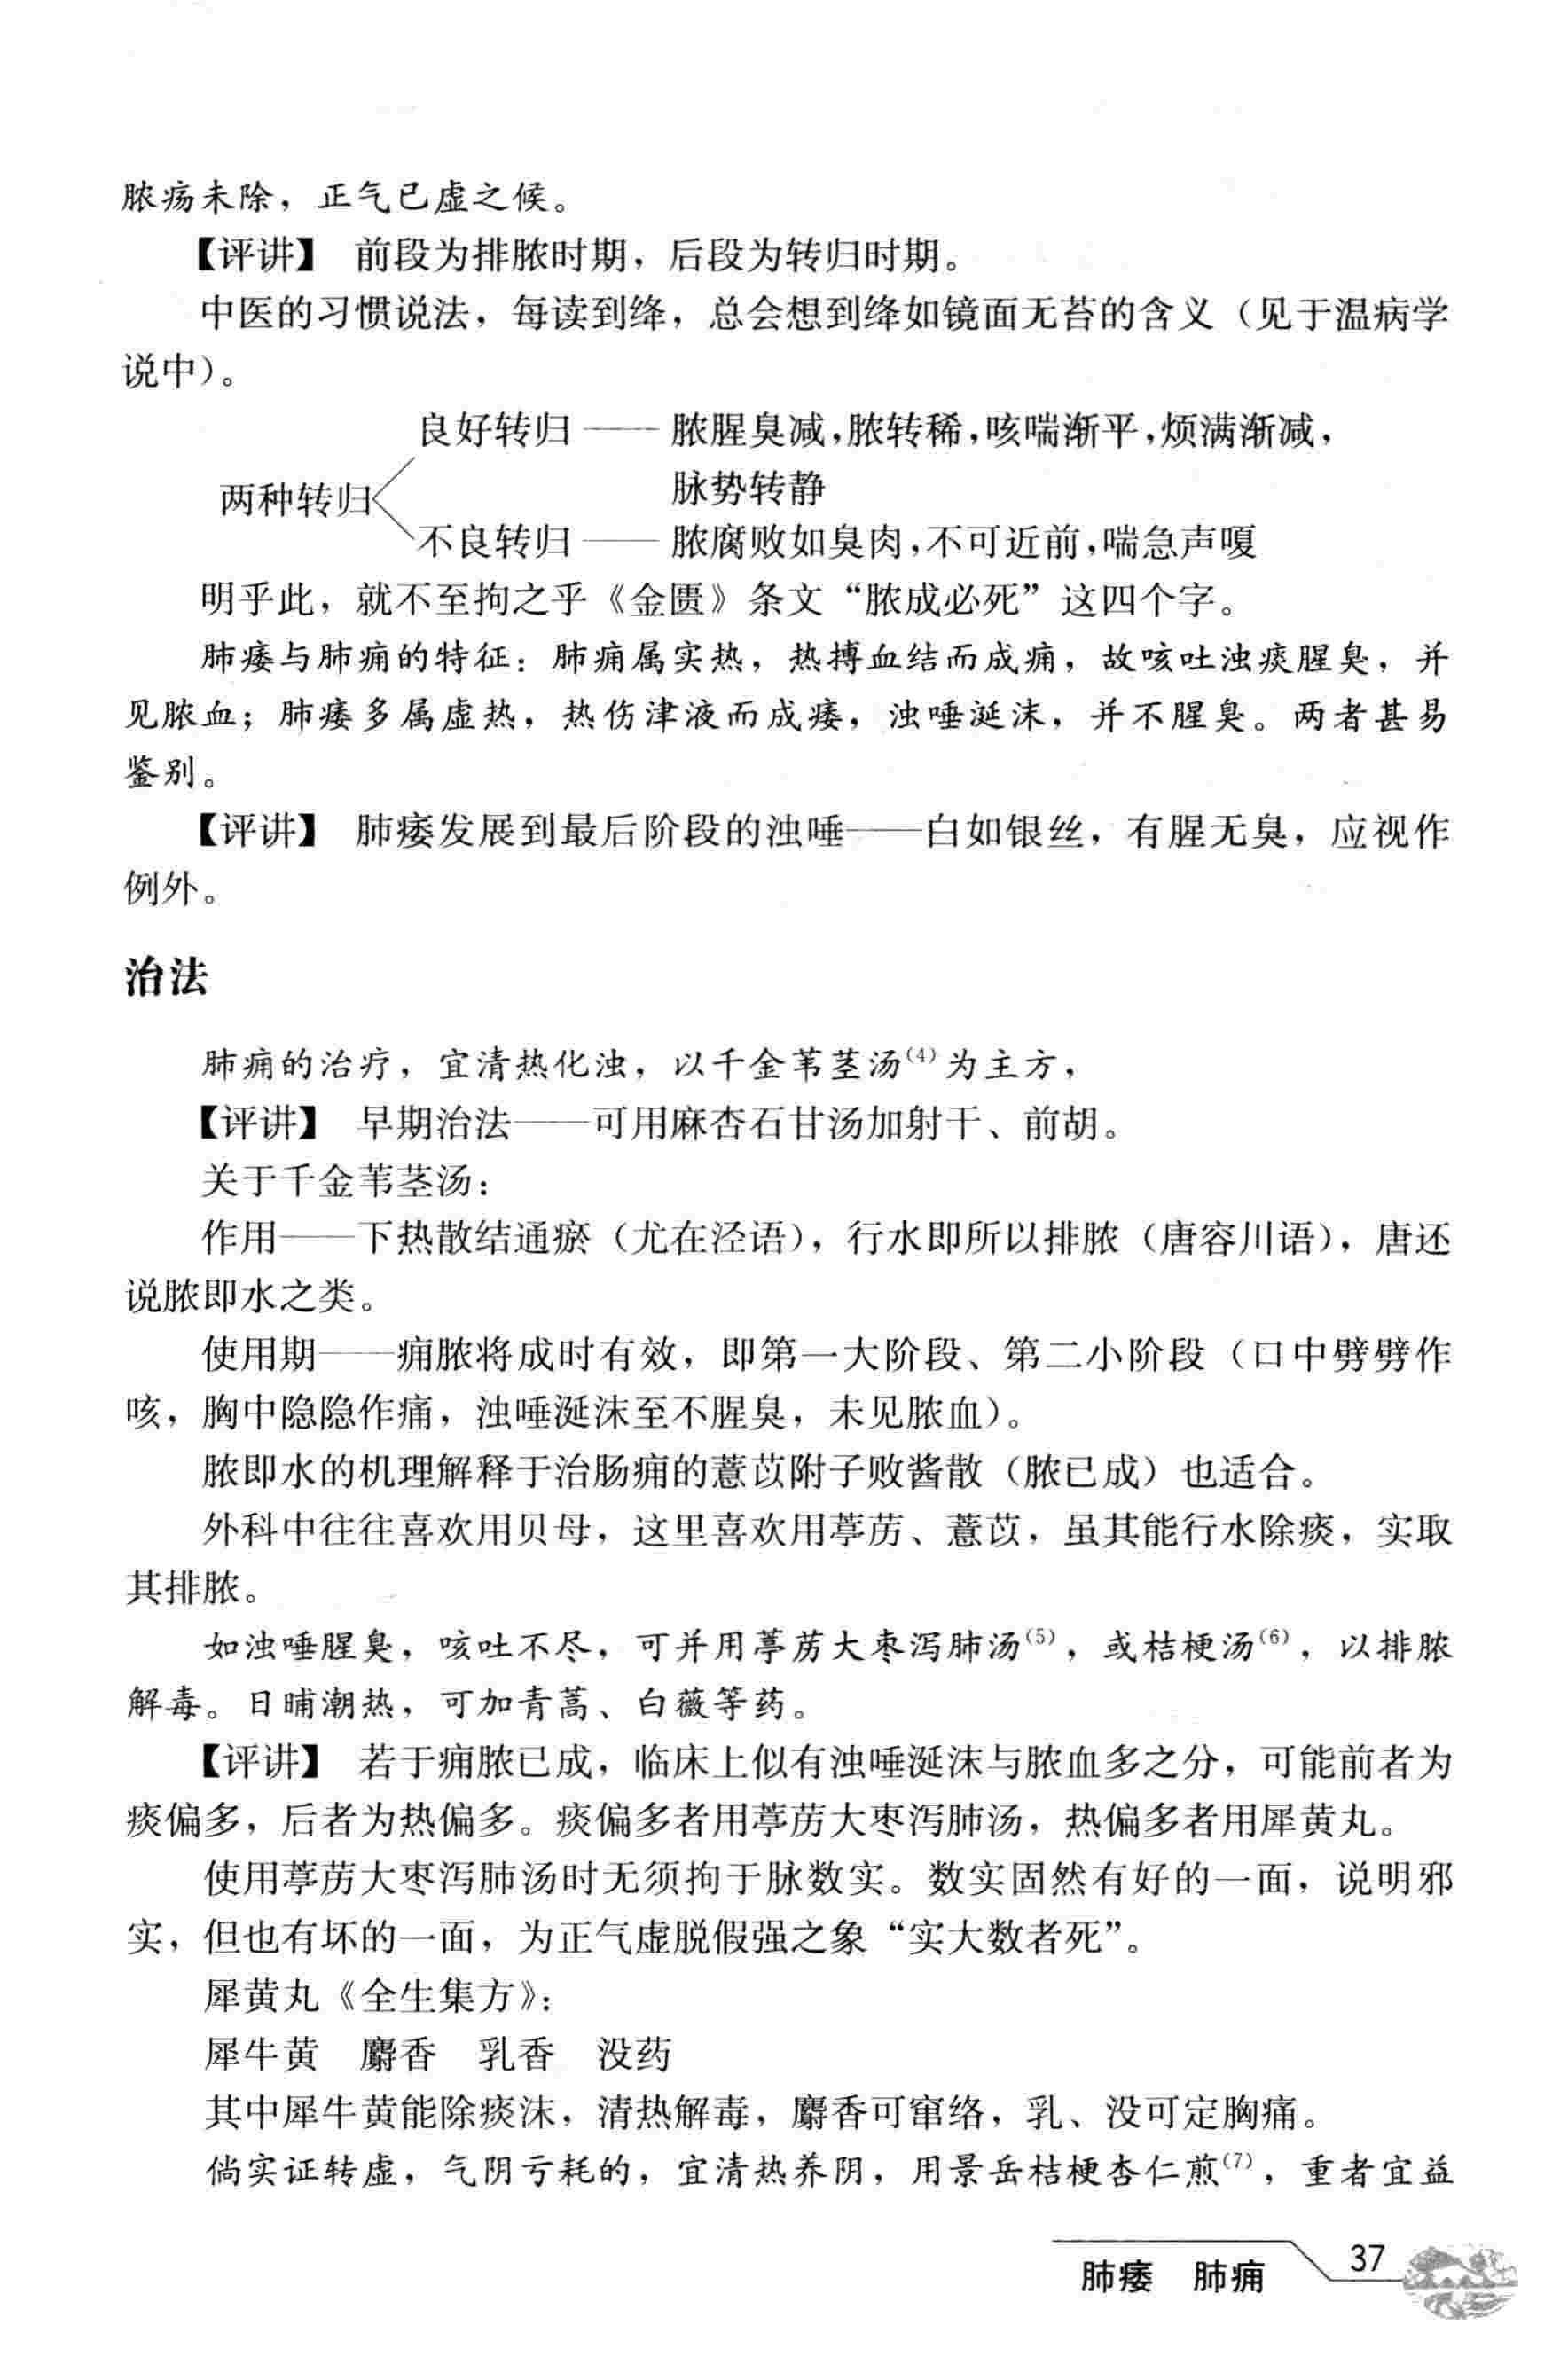 脓疡未除，正气已虚之候。
【评讲】 前段为排脓时期，后段为转归时期。
中医的习惯说法，每读到绛，总会想到绛如镜面无苔的含义（见于温病学
说中）。
良好转归——脓腥臭减，脓转稀，咳喘渐平，烦满渐减，
脉势转静
两种转归
不良转归——脓腐败如臭肉，不可近前，喘急声嘎
明乎此，就不至拘之乎《金匮》条文“脓成必死”这四个字。
肺痿与肺痈的特征：肺痈属实热，热搏血结而成痈，故咳吐浊痰腥臭，并
见脓血；肺痿多属虚热，热伤津液而成痿，浊唾涎沫，并不腥臭。两者甚易
鉴别。
【评讲】 肺痿发展到最后阶段的浊唾——白如银丝，有腥无臭，应视作
例外。
治法
肺痈的治疗，宜清热化浊，以千金苇茎汤⁽⁴⁾为主方，
【评讲】 早期治法——可用麻杏石甘汤加射干、前胡。
关于千金苇茎汤：
作用——下热散结通瘀（尤在泾语），行水即所以排脓（唐容川语），唐还
说脓即水之类。
使用期——痈脓将成时有效，即第一大阶段、第二小阶段（口中劈劈作
咳，胸中隐隐作痛，浊唾涎沫至不腥臭，未见脓血）。
脓即水的机理解释于治肠痈的薏苡附子败酱散（脓已成）也适合。
外科中往往喜欢用贝母，这里喜欢用葶苈、薏苡，虽其能行水除痰，实取
其排脓。
如浊唾腥臭，咳吐不尽，可并用葶苈大枣泻肺汤⁽⁵⁾，或桔梗汤⁽⁶⁾，以排脓
解毒。日晡潮热，可加青蒿、白薇等药。
【评讲】 若于痈脓已成，临床上似有浊唾涎沫与脓血多之分，可能前者为
痰偏多，后者为热偏多。痰偏多者用葶苈大枣泻肺汤，热偏多者用犀黄丸。
使用葶苈大枣泻肺汤时无须拘于脉数实。数实固然有好的一面，说明邪
实，但也有坏的一面，为正气虚脱假强之象“实大数者死”。
犀黄丸《全生集方》：
犀牛黄 麝香 乳香 没药
其中犀牛黄能除痰沫，清热解毒，麝香可窜络，乳、没可定胸痛。
倘实证转虚，气阴亏耗的，宜清热养阴，用景岳桔梗杏仁煎⁽⁷⁾，重者宜益
肺痿 肺痈 37